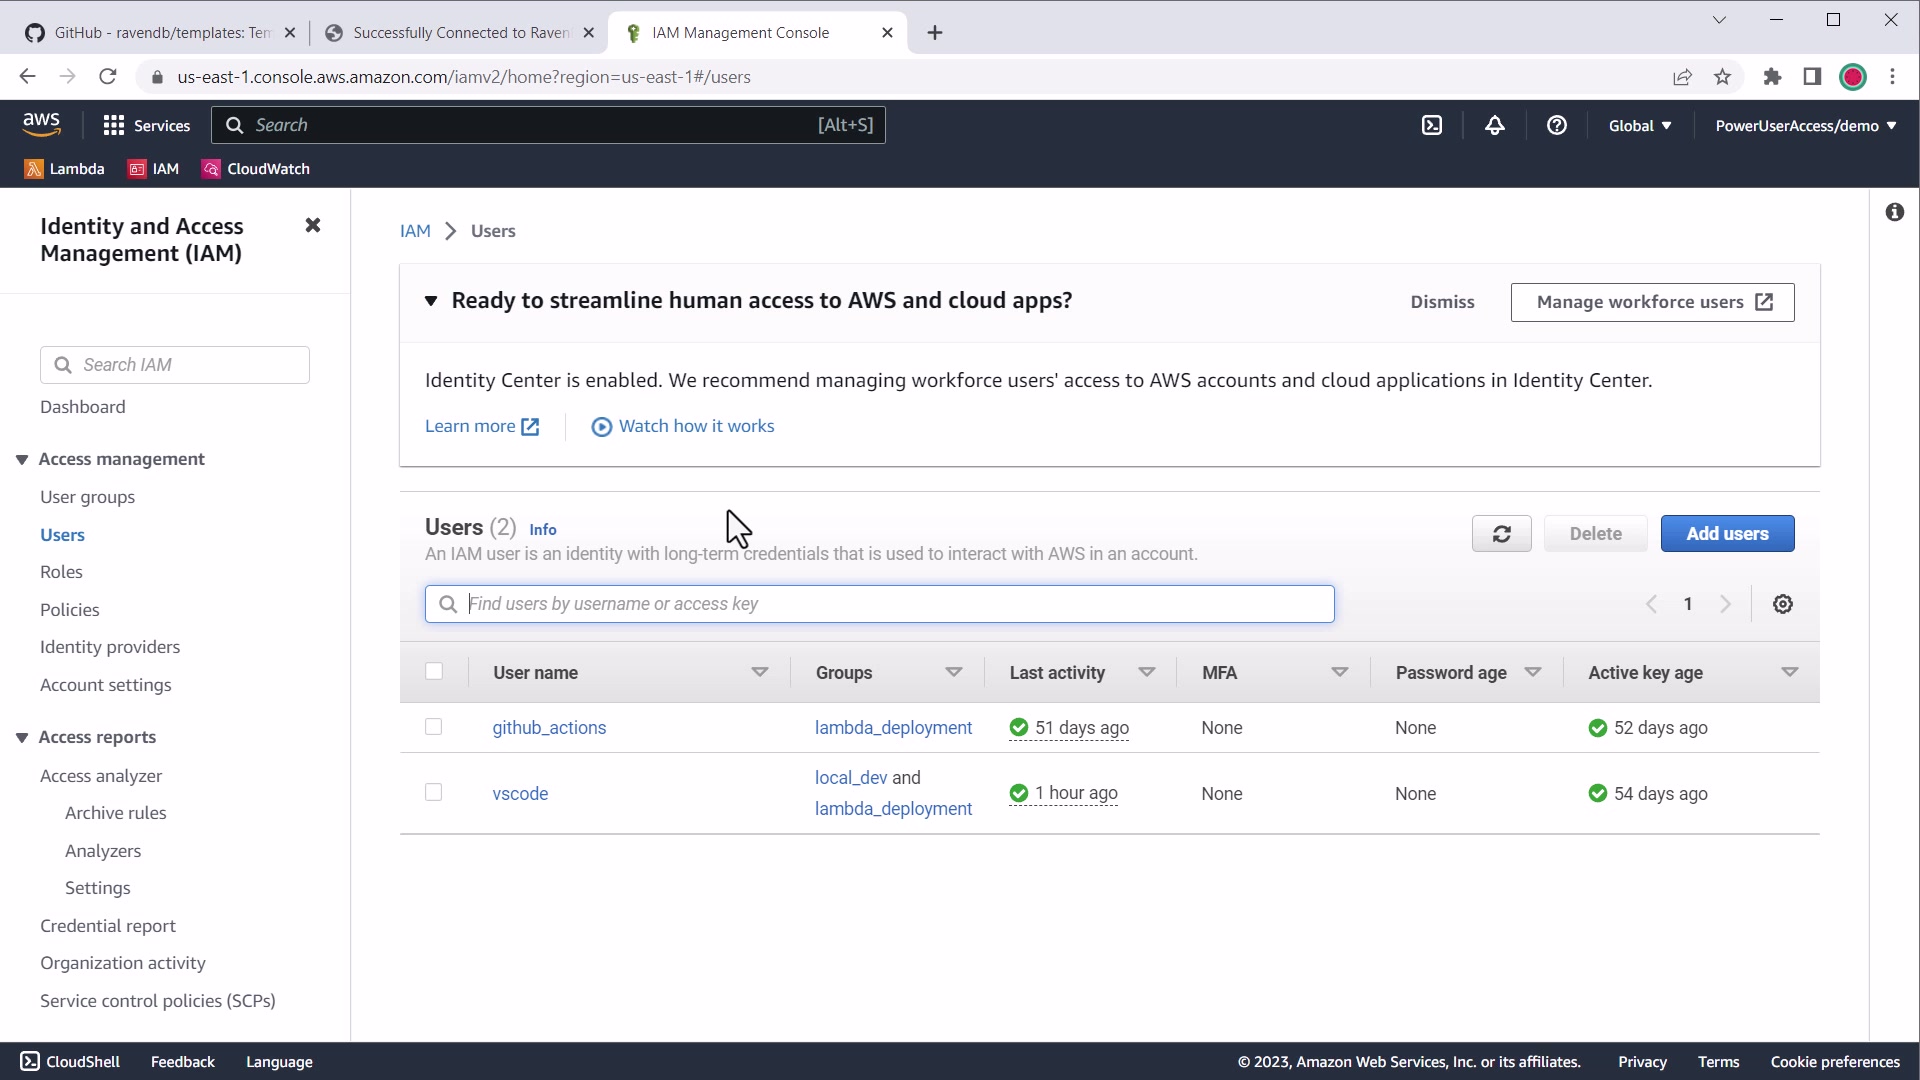 GitHub - ravendb/templates: Tem
Successfully Connected to Raven
IAM Management Console
us-east-1.console.aws.amazon.com/iamv2/home?region=us-east-1#/users
aws
Services
Search
[Alt+S]
Global
PowerUserAccess/demo
Lambda
IAM
CloudWatch
Identity and Access
Management (IAM)
Search IAM
Dashboard
Access management
User groups
Users
Roles
Policies
Identity providers
Account settings
Access reports
Access analyzer
Archive rules
Analyzers
Settings
Credential report
Organization activity
Service control policies (SCPs)
IAM
Users
Ready to streamline human access to AWS and cloud apps?
Dismiss
Manage workforce users
Identity Center is enabled. We recommend managing workforce users' access to AWS accounts and cloud applications in Identity Center.
Learn more
Watch how it works
Users (2) Info
An IAM user is an identity with long-term credentials that is used to interact with AWS in an account.
Delete
Add users
Find users by username or access key
1
User name Groups Last activity MFA Password age Active key age
github_actions lambda_deployment 51 days ago None None 52 days ago
vscode local_dev and
lambda_deployment 1 hour ago None None 54 days ago
CloudShell Feedback Language
© 2023, Amazon Web Services, Inc. or its affiliates. Privacy Terms Cookie preferences